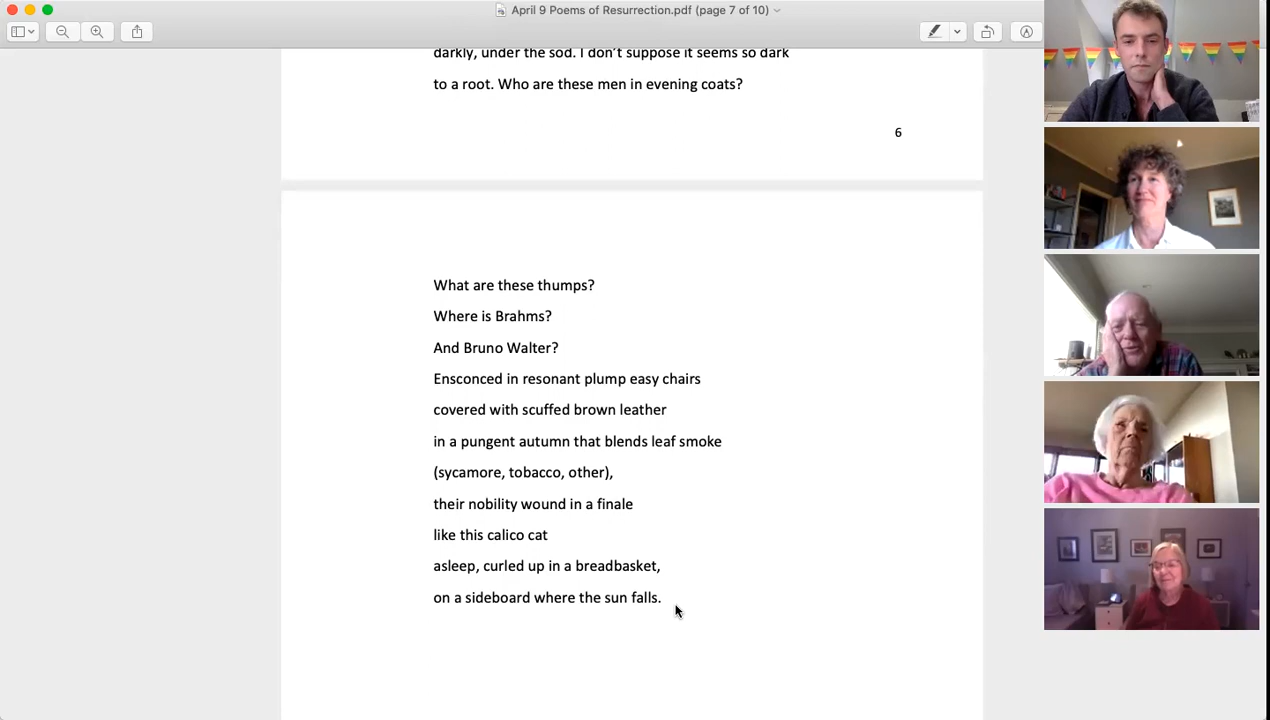 April 9 Poems of Resurrection.pdf (page 7 of 10)
darkly, under the sod. I don’t suppose it seems so dark
to a root. Who are these men in evening coats?
6
What are these thumps?
Where is Brahms?
And Bruno Walter?
Ensconced in resonant plump easy chairs
covered with scuffed brown leather
in a pungent autumn that blends leaf smoke
(sycamore, tobacco, other),
their nobility wound in a finale
like this calico cat
asleep, curled up in a breadbasket,
on a sideboard where the sun falls.